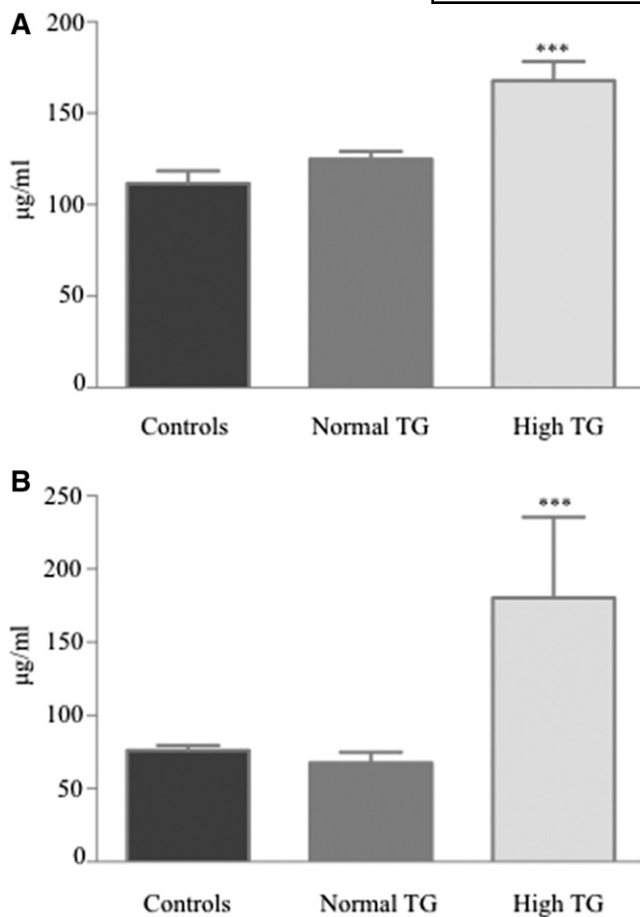 A
200
***
150
μg/ml
100
50
0
Controls Normal TG High TG
B
250
***
200
150
μg/ml
100
50
0
Controls Normal TG High TG